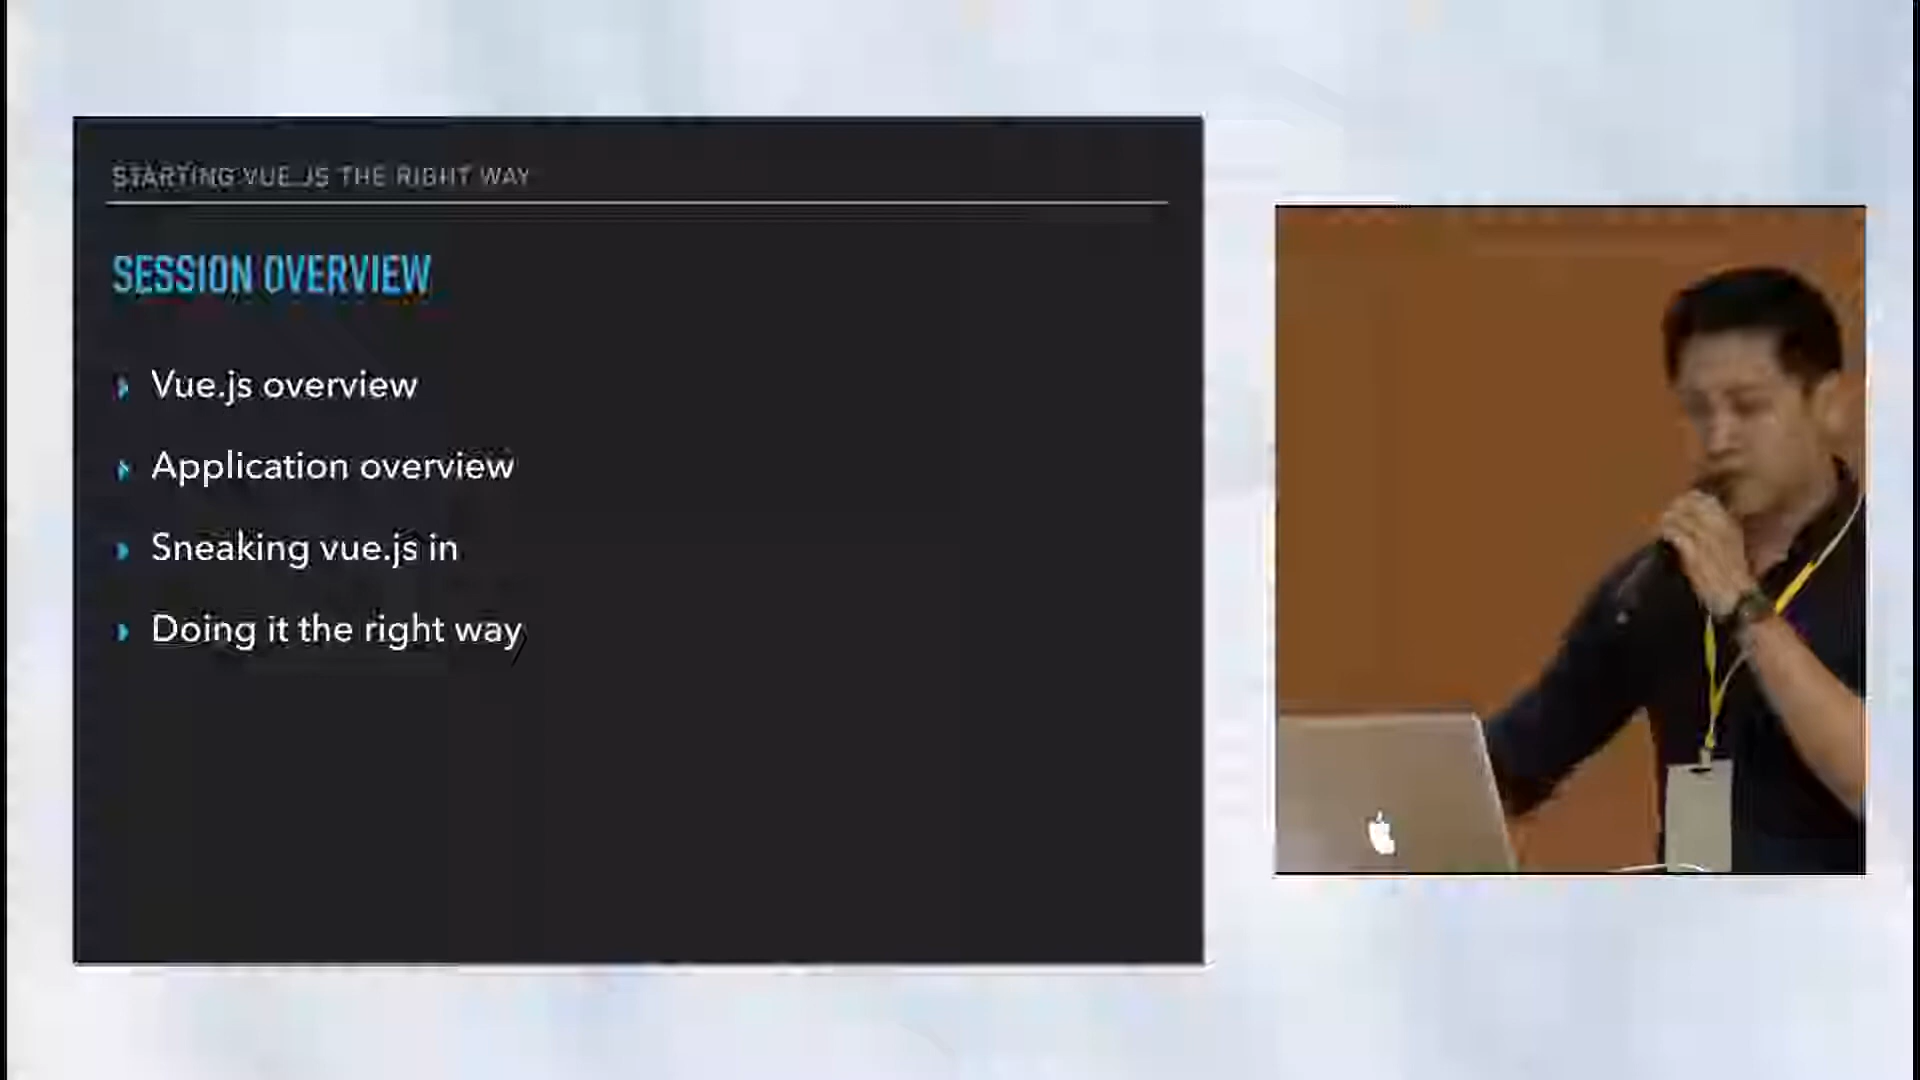 STARTING VUE.JS THE RIGHT WAY
SESSION OVERVIEW
Vue.js overview
Application overview
Sneaking vue.js in
Doing it the right way